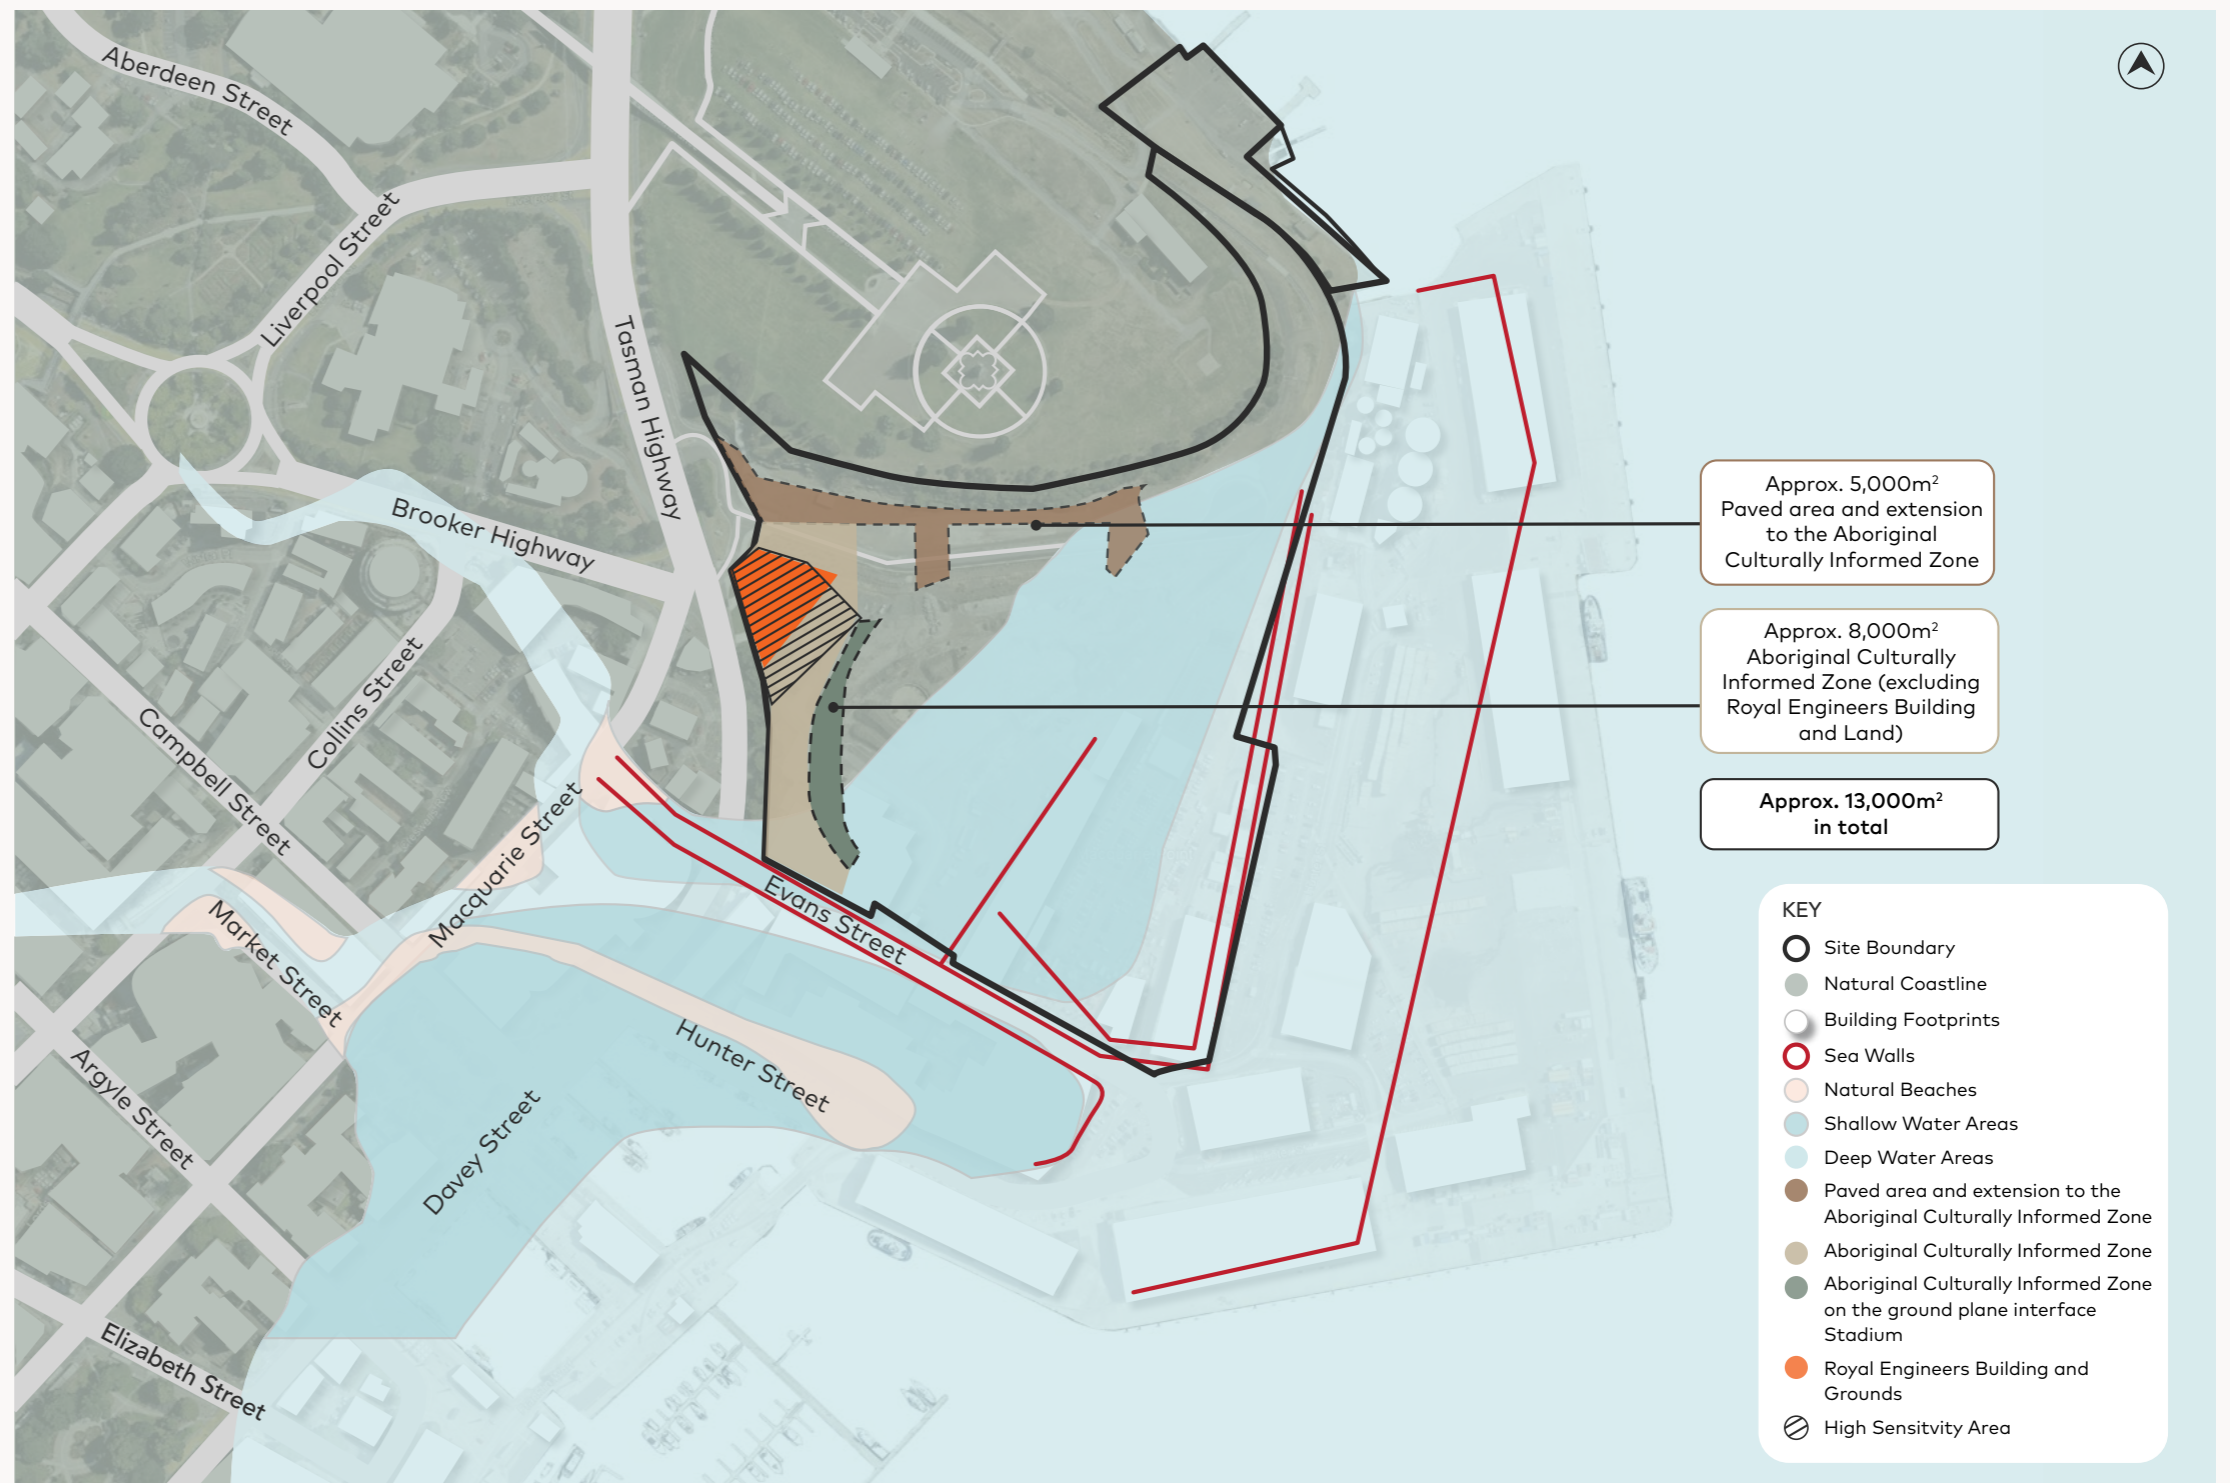 Aberdeen Street
Liverpool Street
Tasman Highway
Brooker Highway
Collins Street
Campbell Street
Macquarie Street
Market Street
Evans Street
Hunter Street
Argyle Street
Davey Street
Elizabeth Street
Approx. 5,000m²
Paved area and extension
to the Aboriginal
Culturally Informed Zone
Approx. 8,000m²
Aboriginal Culturally
Informed Zone (excluding
Royal Engineers Building
and Land)
Approx. 13,000m²
in total
KEY
Site Boundary
Natural Coastline
Building Footprints
Sea Walls
Natural Beaches
Shallow Water Areas
Deep Water Areas
Paved area and extension to the
Aboriginal Culturally Informed Zone
Aboriginal Culturally Informed Zone
Aboriginal Culturally Informed Zone
on the ground plane interface
Stadium
Royal Engineers Building and
Grounds
High Sensitvity Area